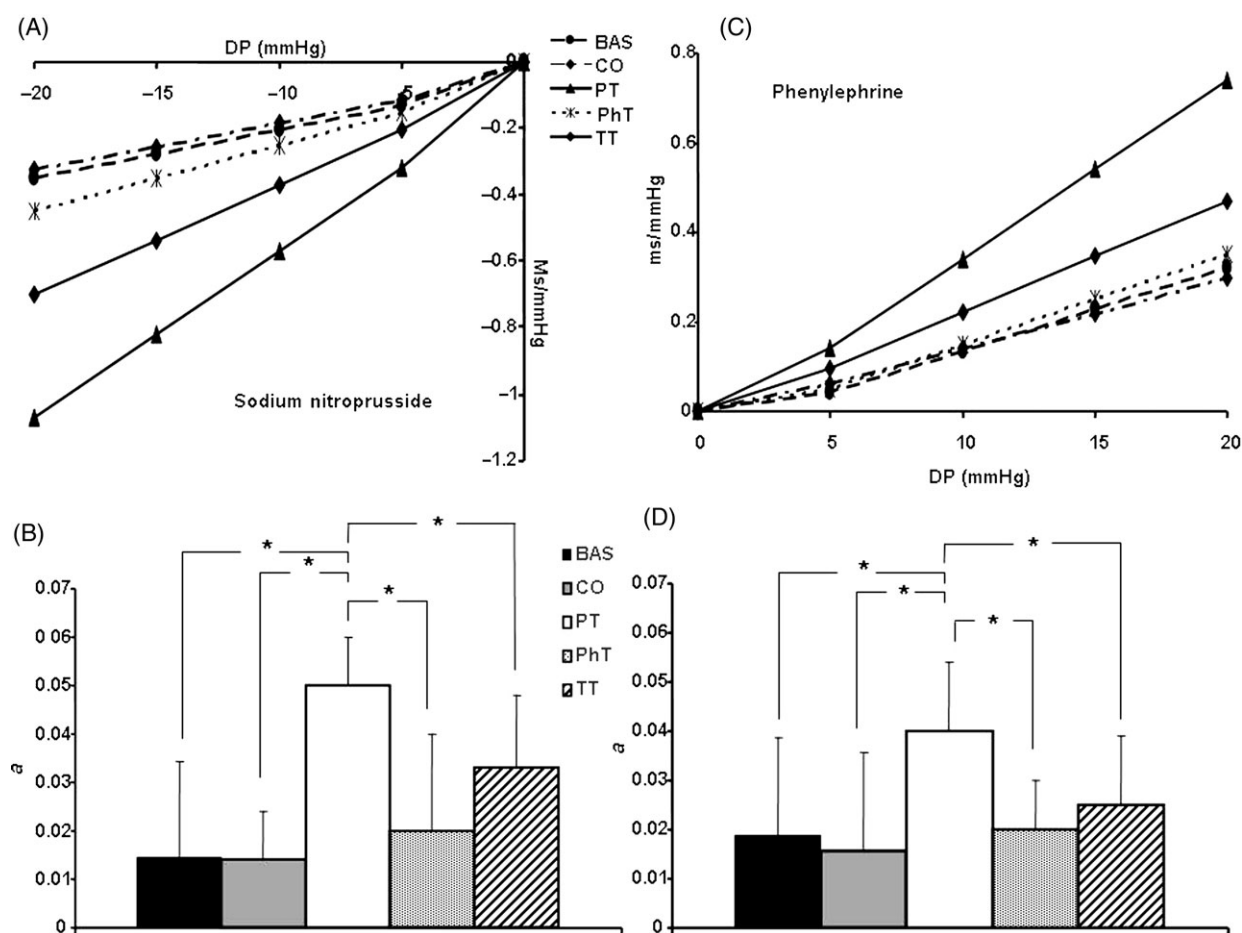 (A)
DP (mmHg)
–20
–15
–10
–5
0
–0.2
–0.4
–0.6
–0.8
–1
–1.2
Ms/mmHg
Sodium nitroprusside
BAS
CO
PT
PhT
TT
(C)
Phenylephrine
ms/mmHg
0.8
0.6
0.4
0.2
0
0
5
10
15
20
DP (mmHg)
(B)
a
0.07
0.06
0.05
0.04
0.03
0.02
0.01
0
*
*
*
*
BAS
CO
PT
PhT
TT
(D)
a
0.07
0.06
0.05
0.04
0.03
0.02
0.01
0
*
*
*
*